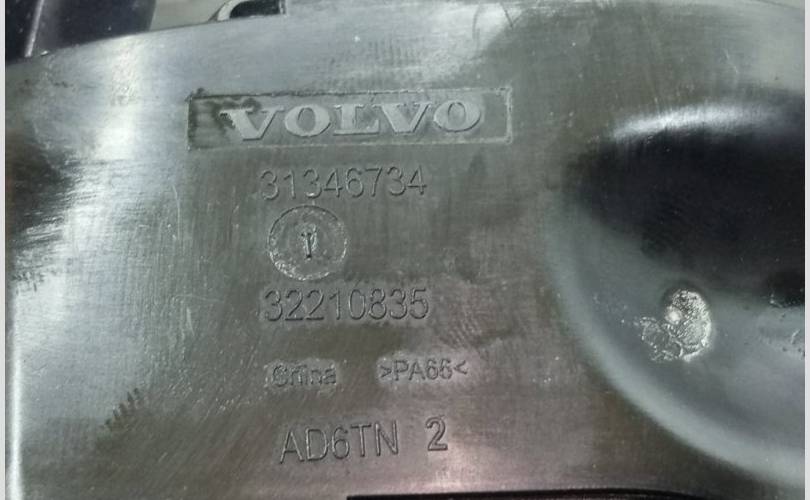 VOLVO
31346734
32210835
China >PA66<
AD6TN 2